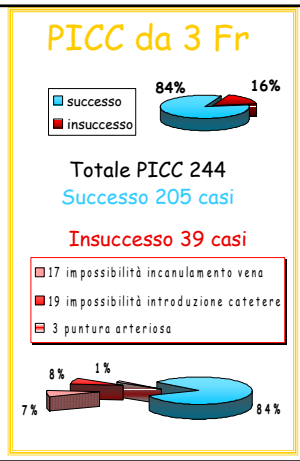 PICC da 3 Fr
84%
16%
successo
insuccesso
Totale PICC 244
Successo 205 casi
Insuccesso 39 casi
17 impossibilità incanulamento vena
19 impossibilità introduzione catetere
3 puntura arteriosa
8%
1%
7%
84%